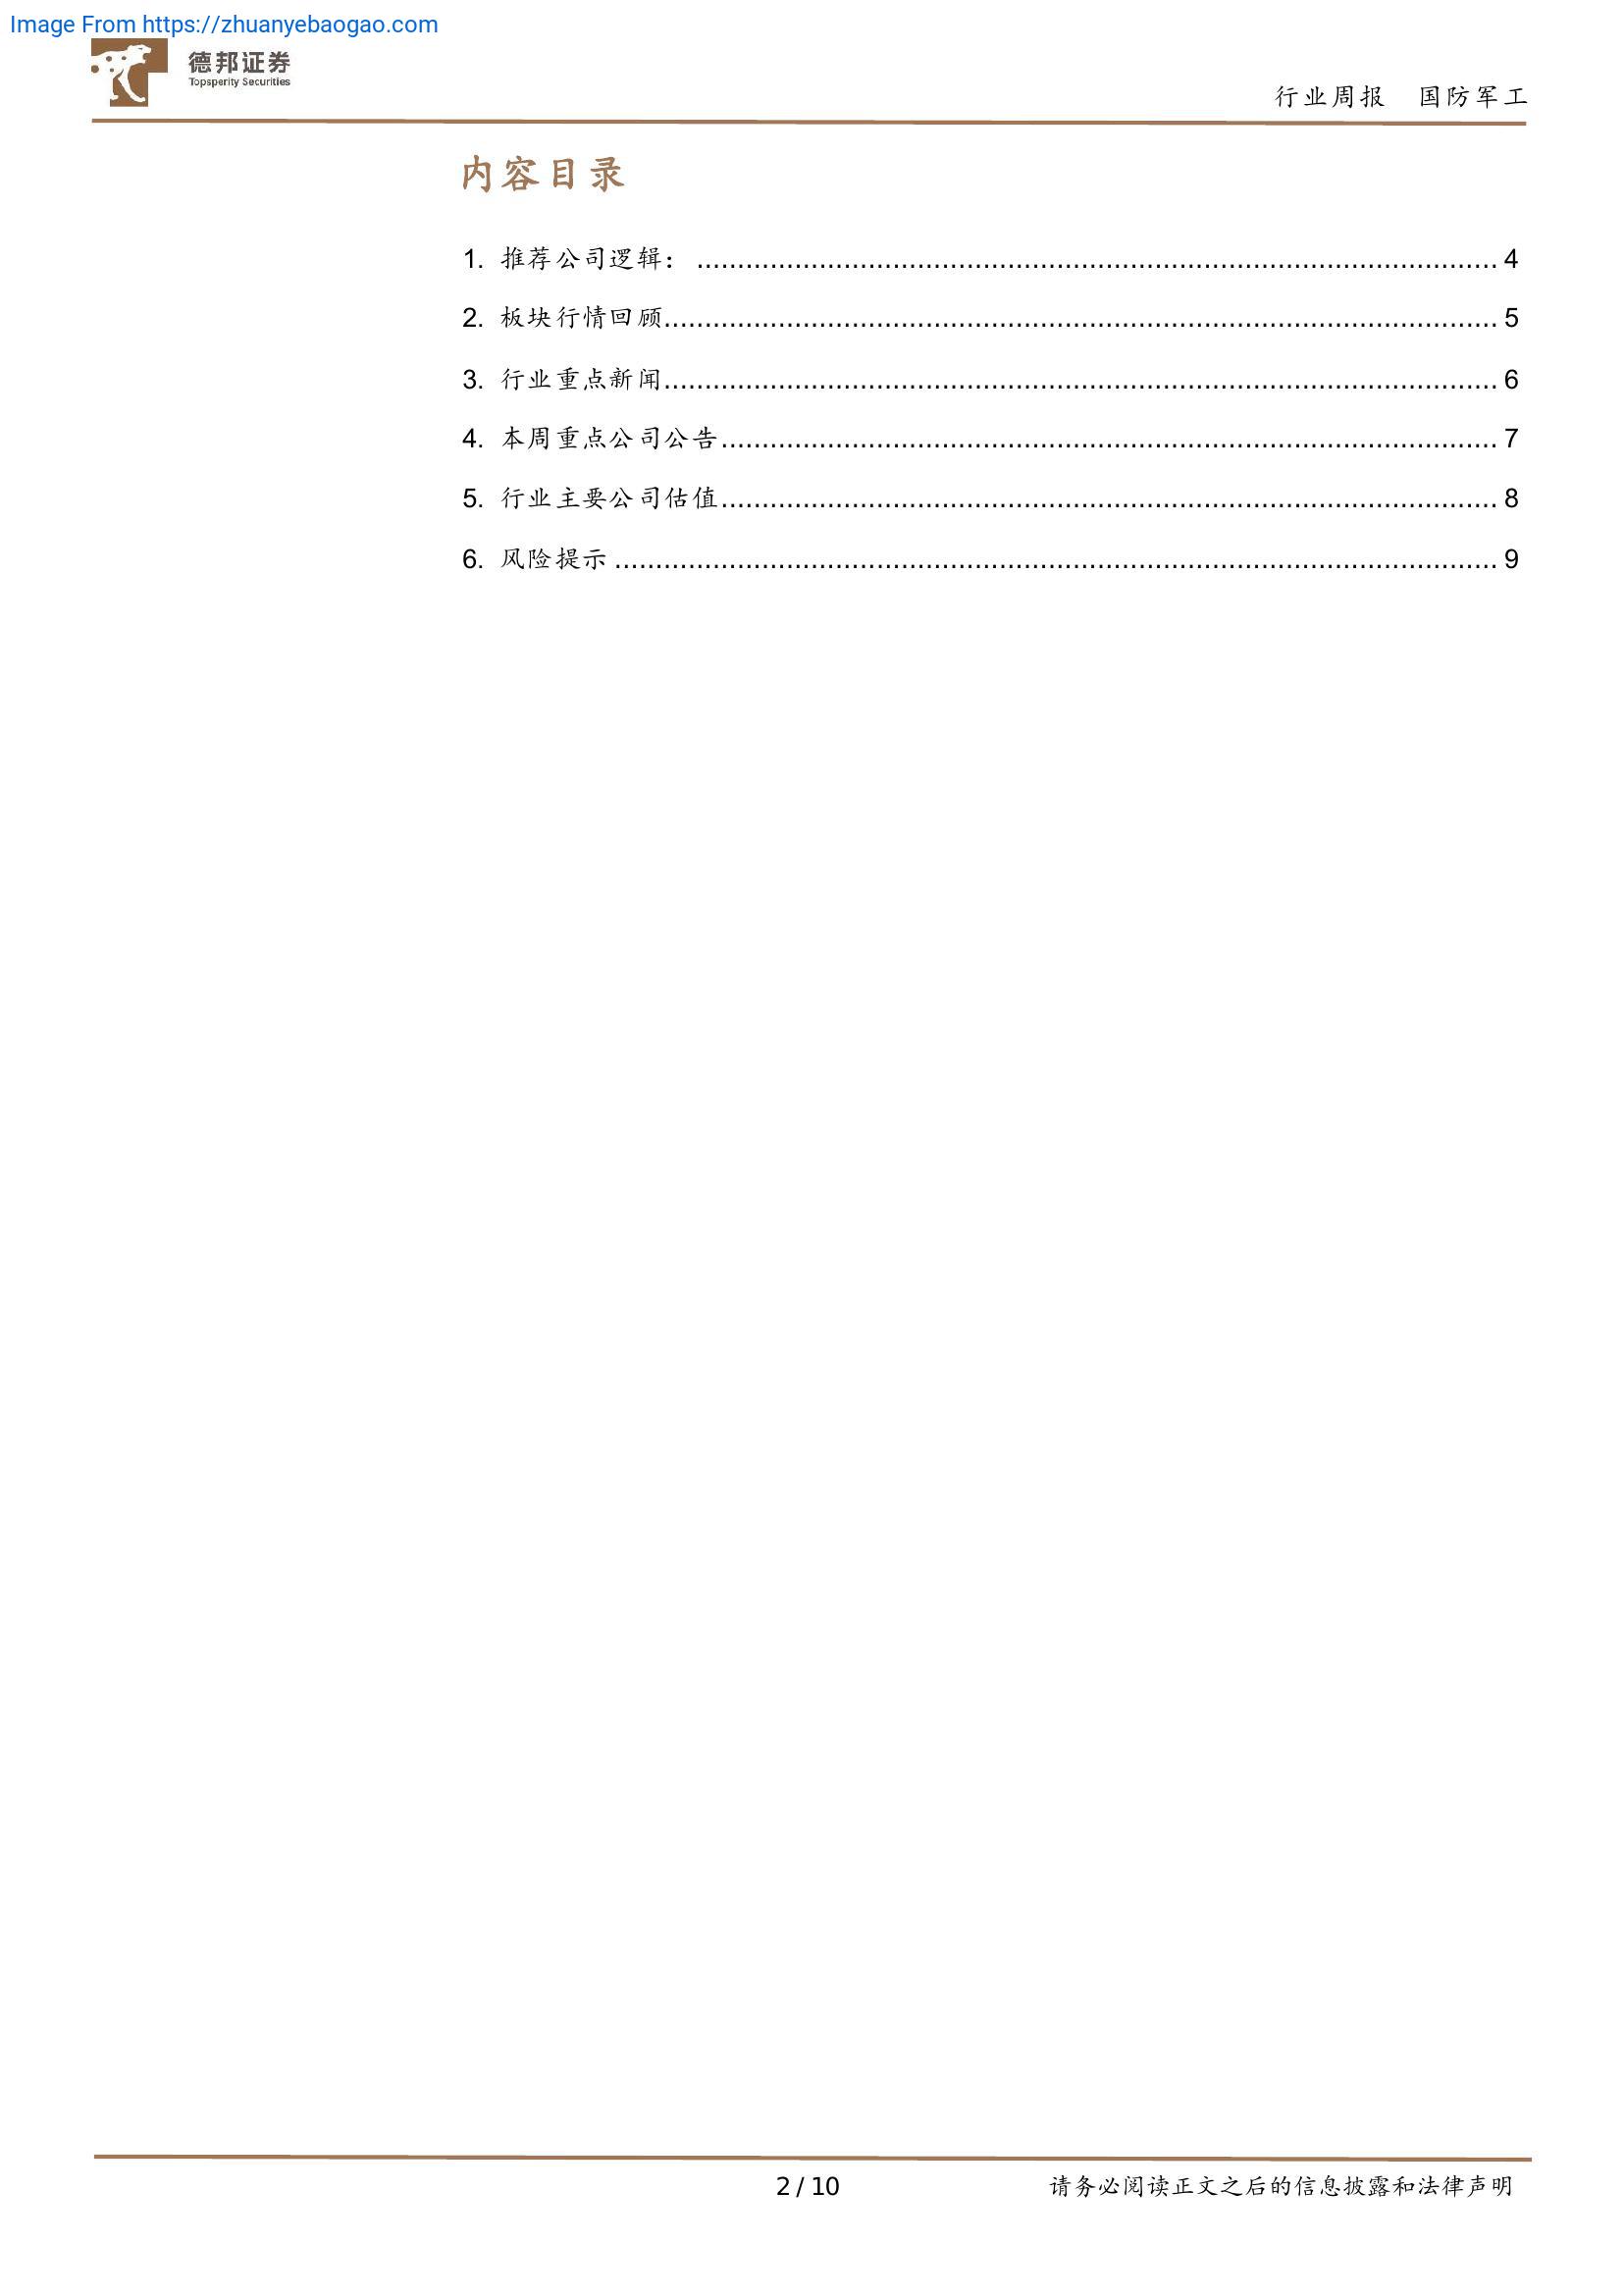 Image From https://zhuanyebaogao.com
德邦证券
Topsperity Securities
行业周报 国防军工
内容目录
1. 推荐公司逻辑： ........................................ 4
2. 板块行情回顾........................................ 5
3. 行业重点新闻........................................ 6
4. 本周重点公司公告........................................ 7
5. 行业主要公司估值........................................ 8
6. 风险提示 ........................................ 9
2 / 10 请务必阅读正文之后的信息披露和法律声明